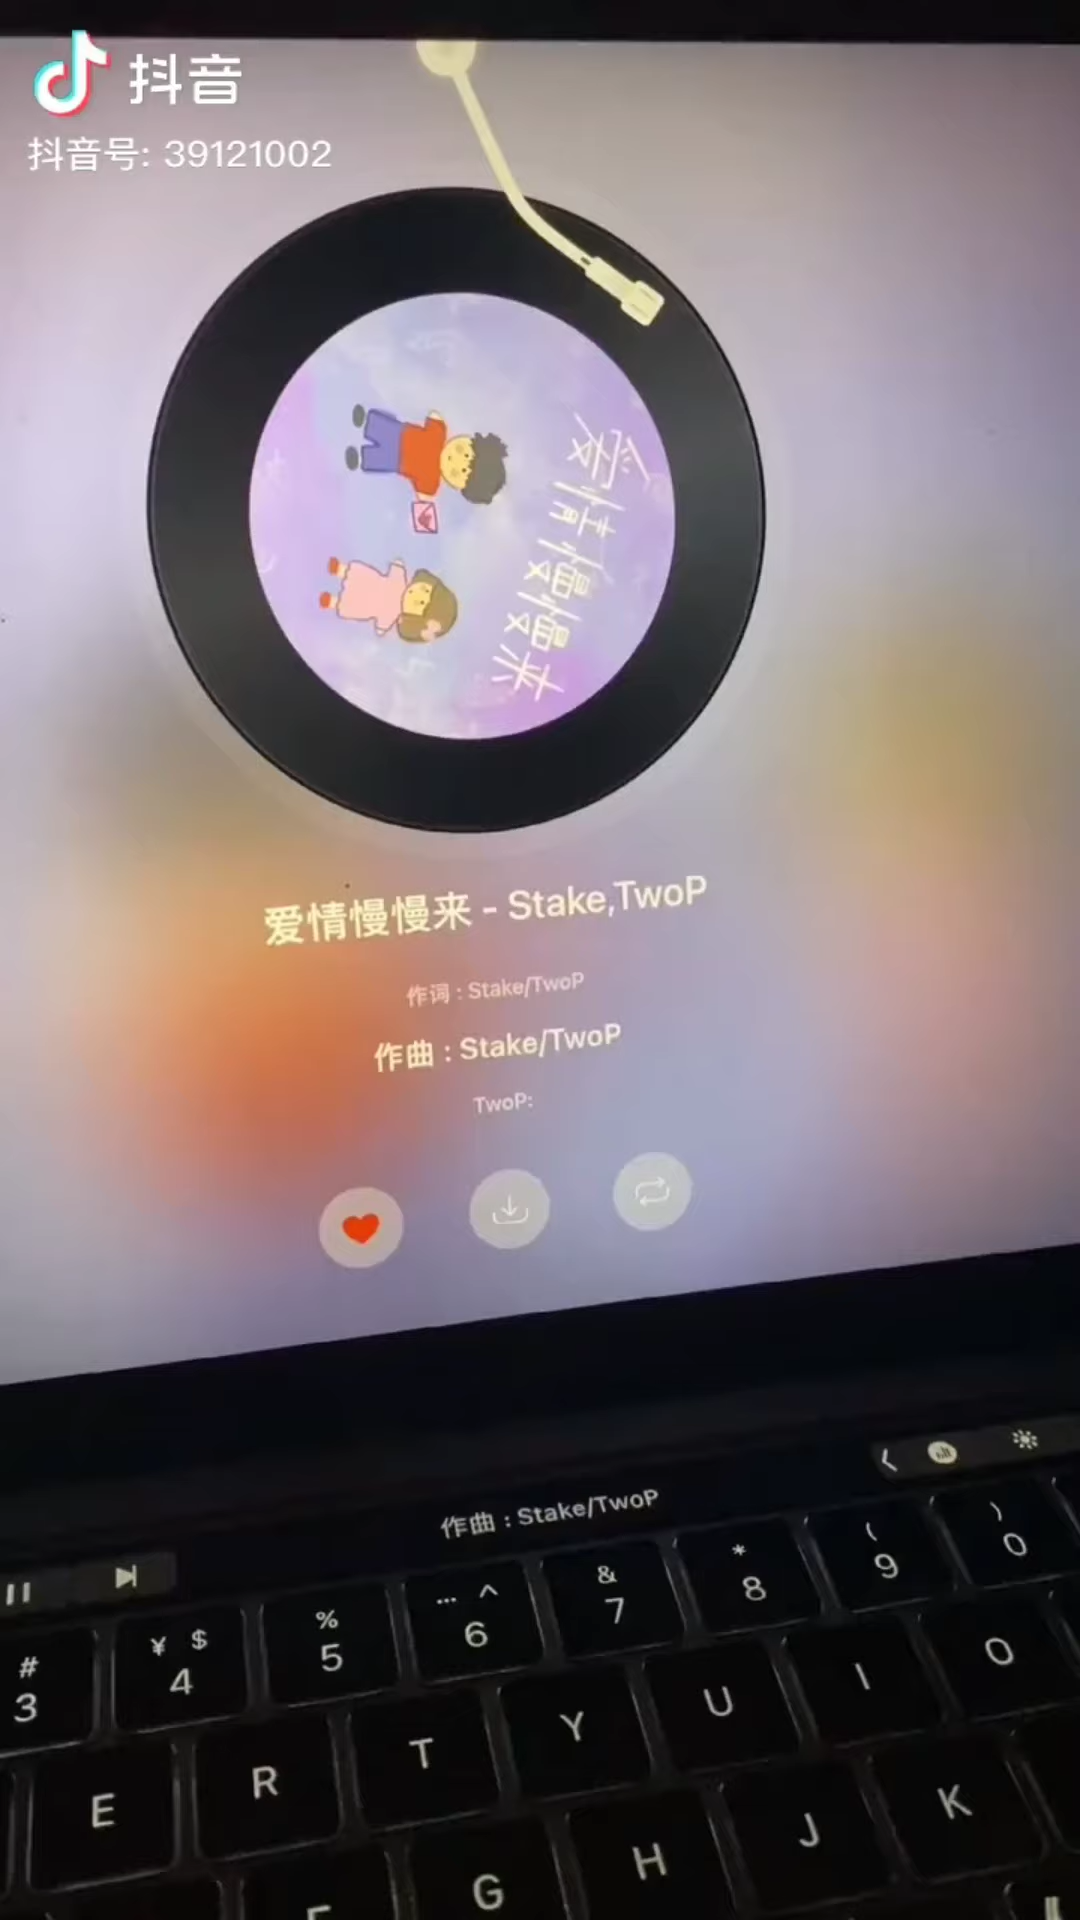 抖音
抖音号: 39121002
爱情慢慢来
爱情慢慢来 - Stake,TwoP
作词 : Stake/TwoP
作曲 : Stake/TwoP
TwoP:
作曲 : Stake/TwoP
# ¥ $ % … ^ & * ( )
3 4 5 6 7 8 9 0
E R T Y U I O
F G H J K